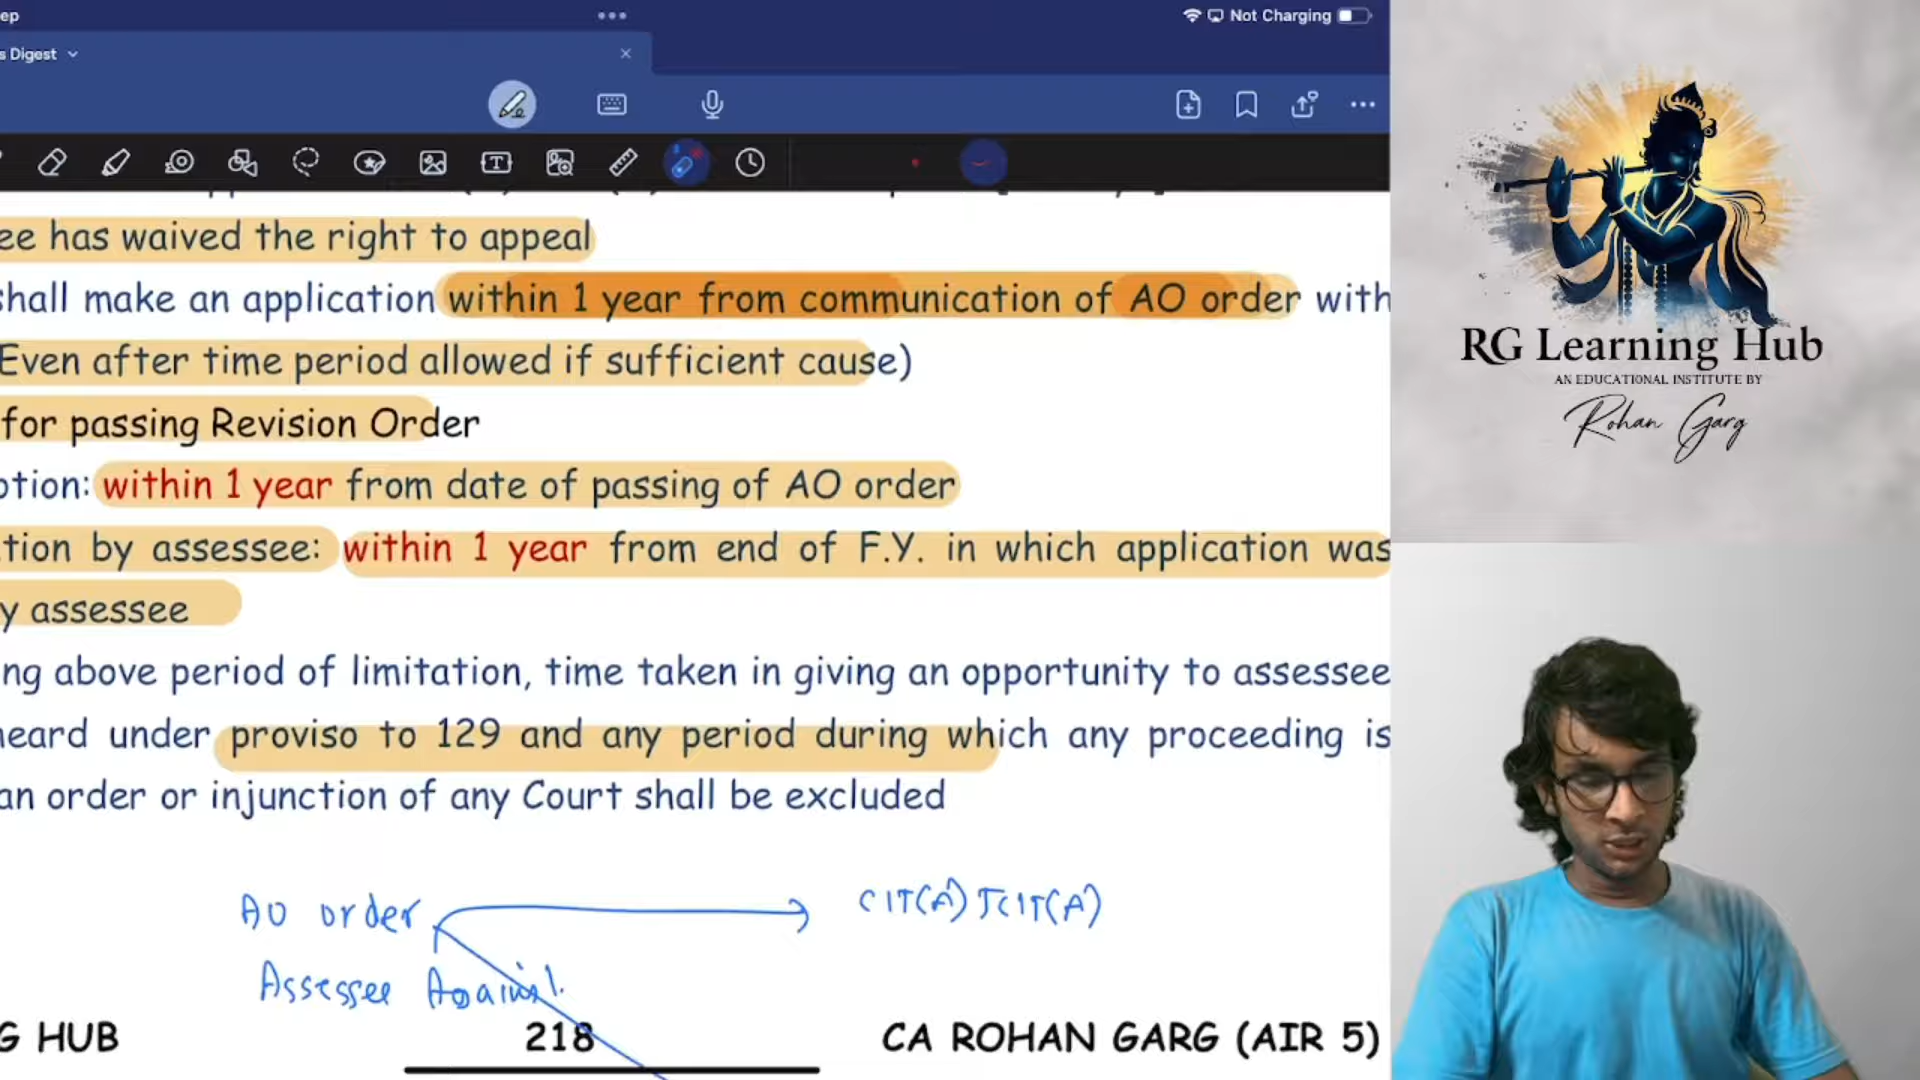 ep
Not Charging
s Digest
ee has waived the right to appeal
shall make an application within 1 year from communication of AO order with
Even after time period allowed if sufficient cause)
for passing Revision Order
otion: within 1 year from date of passing of AO order
tion by assessee: within 1 year from end of F.Y. in which application was
y assessee
ng above period of limitation, time taken in giving an opportunity to assessee
heard under proviso to 129 and any period during which any proceeding is
an order or injunction of any Court shall be excluded
AO order CIT(A) JCIT(A)
Assessee Against
G HUB 218 CA ROHAN GARG (AIR 5)
RG Learning Hub
AN EDUCATIONAL INSTITUTE BY
Rohan Garg